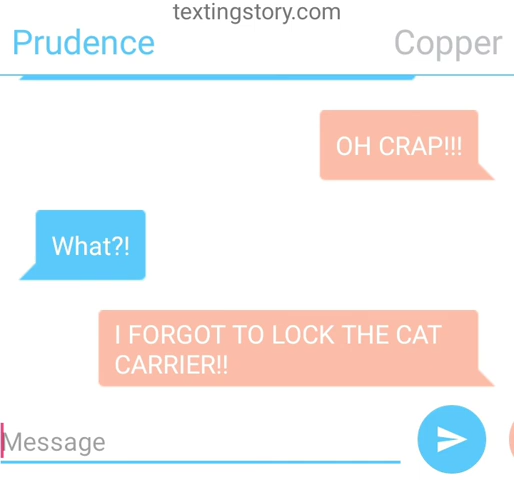 textingstory.com
Prudence
Copper
OH CRAP!!!
What?!
I FORGOT TO LOCK THE CAT
CARRIER!!
Message